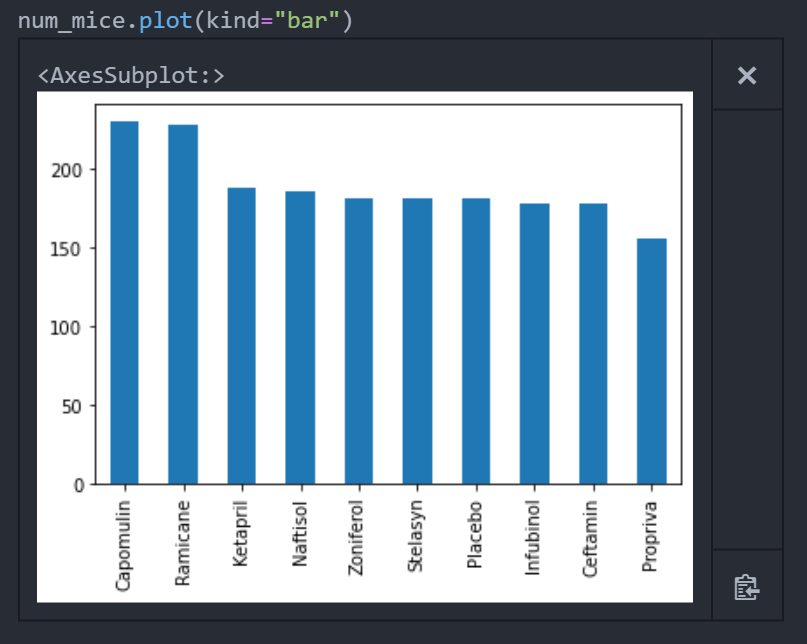 num_mice.plot(kind="bar")
<AxesSubplot:>
200
150
100
50
0
Capomulin
Ramicane
Ketapril
Naftisol
Zoniferol
Stelasyn
Placebo
Infubinol
Ceftamin
Propriva